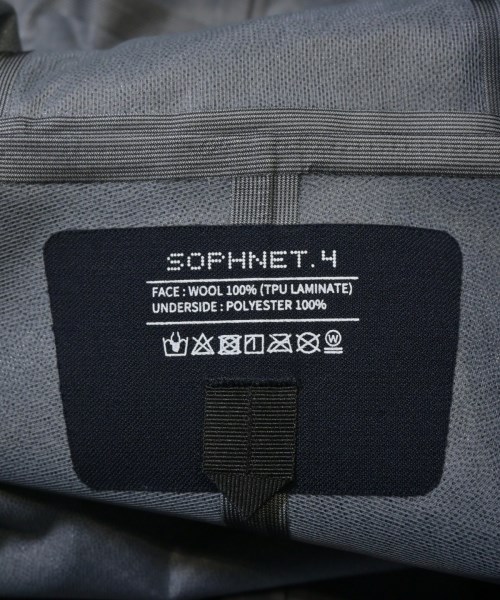 SOPHNET.4
FACE : WOOL 100% (TPU LAMINATE)
UNDERSIDE : POLYESTER 100%
W